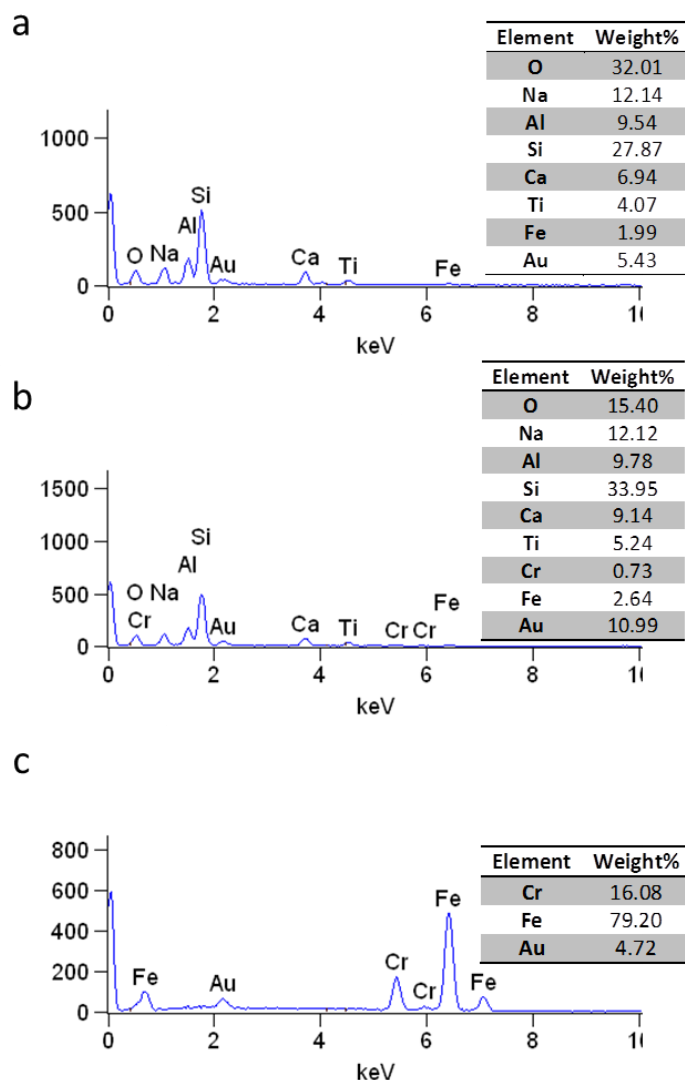 a
Element Weight%
O 32.01
Na 12.14
Al 9.54
Si 27.87
Ca 6.94
Ti 4.07
Fe 1.99
Au 5.43
1000
500
0
Si
Al
O Na Au Ca Ti Fe
0 2 4 6 8 10
keV
b
Element Weight%
O 15.40
Na 12.12
Al 9.78
Si 33.95
Ca 9.14
Ti 5.24
Cr 0.73
Fe 2.64
Au 10.99
1500
1000
500
0
Si
Al
O Na Fe
Cr Au Ca Ti Cr Cr
0 2 4 6 8 10
keV
c
Element Weight%
Cr 16.08
Fe 79.20
Au 4.72
800
600
400
200
0
Fe
Cr
Fe Au Cr Fe
0 2 4 6 8 10
keV